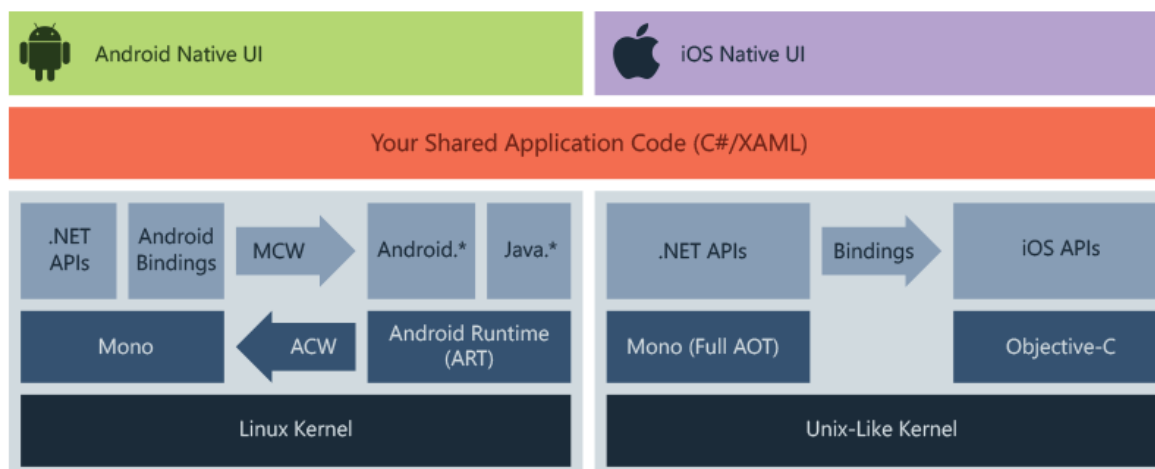 Android Native UI
iOS Native UI
Your Shared Application Code (C#/XAML)
.NET
APIs
Android
Bindings
MCW
Android.*
Java.*
.NET APIs
Bindings
iOS APIs
Mono
ACW
Android Runtime
(ART)
Mono (Full AOT)
Objective-C
Linux Kernel
Unix-Like Kernel